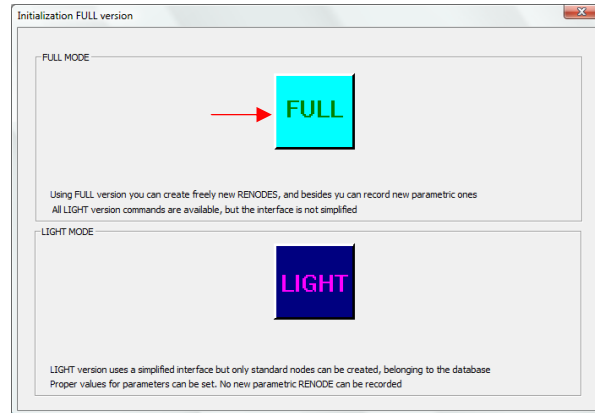 Initialization FULL version
FULL MODE
FULL
Using FULL version you can create freely new RENODES, and besides yu can record new parametric ones
All LIGHT version commands are available, but the interface is not simplified
LIGHT MODE
LIGHT
LIGHT version uses a simplified interface but only standard nodes can be created, belonging to the database
Proper values for parameters can be set. No new parametric RENODE can be recorded